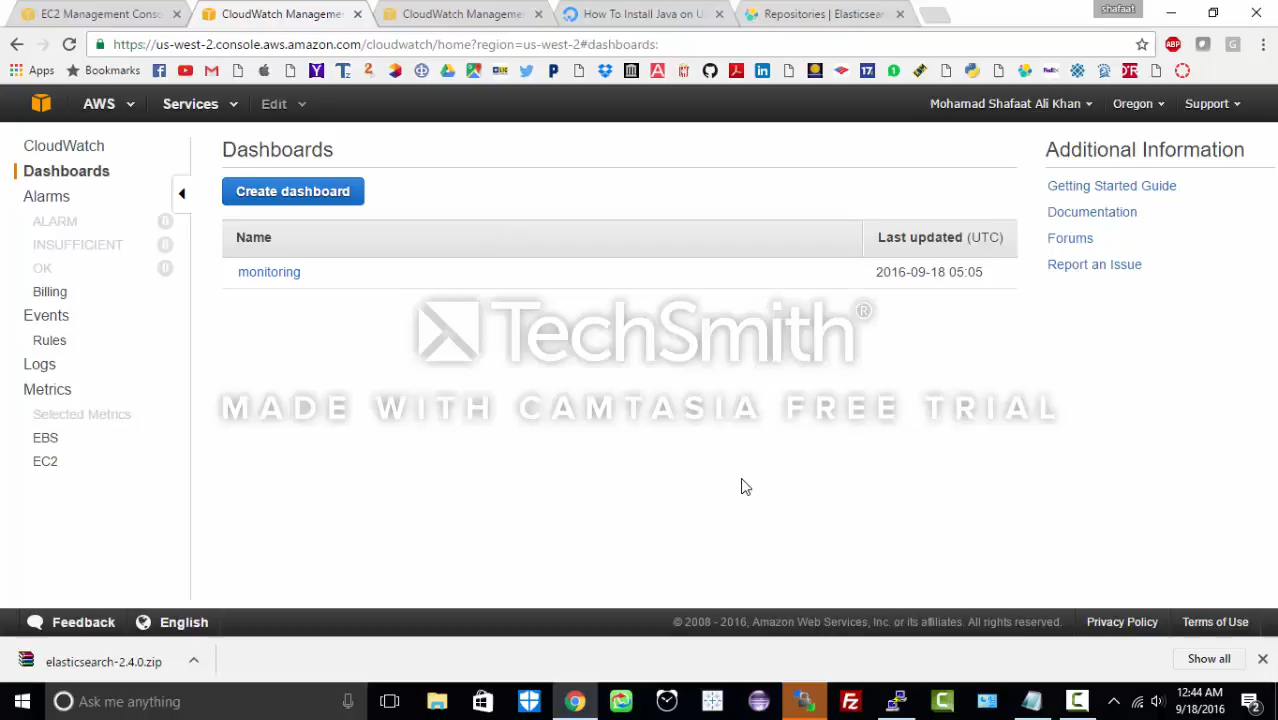 EC2 Management Conso
CloudWatch Manageme
CloudWatch Manageme
How To Install Java on U
Repositories | Elasticsear
shafaat
https://us-west-2.console.aws.amazon.com/cloudwatch/home?region=us-west-2#dashboards:
ABP
Apps
Bookmarks
AWS
Services
Edit
Mohamad Shafaat Ali Khan
Oregon
Support
CloudWatch
Dashboards
Alarms
ALARM 0
INSUFFICIENT 0
OK 0
Billing
Events
Rules
Logs
Metrics
Selected Metrics
EBS
EC2
Dashboards
Create dashboard
Name
Last updated (UTC)
monitoring
2016-09-18 05:05
Additional Information
Getting Started Guide
Documentation
Forums
Report an Issue
TechSmith®
MADE WITH CAMTASIA FREE TRIAL
Feedback
English
© 2008 - 2016, Amazon Web Services, Inc. or its affiliates. All rights reserved.
Privacy Policy
Terms of Use
elasticsearch-2.4.0.zip
Show all
Ask me anything
12:44 AM
9/18/2016
2